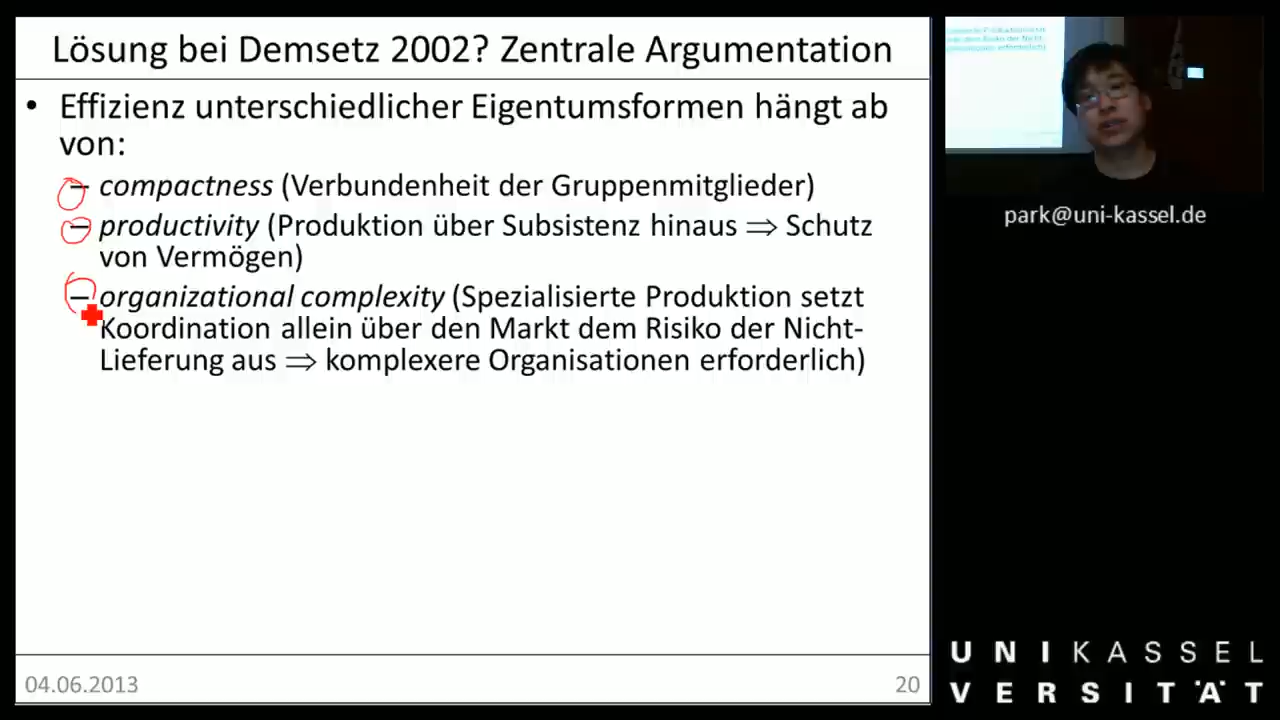 Lösung bei Demsetz 2002? Zentrale Argumentation
• Effizienz unterschiedlicher Eigentumsformen hängt ab
von:
– compactness (Verbundenheit der Gruppenmitglieder)
– productivity (Produktion über Subsistenz hinaus ⇒ Schutz
von Vermögen)
– organizational complexity (Spezialisierte Produktion setzt
Koordination allein über den Markt dem Risiko der Nicht-
Lieferung aus ⇒ komplexere Organisationen erforderlich)
04.06.2013
20
park@uni-kassel.de
UNIKASSEL
VERSITÄT